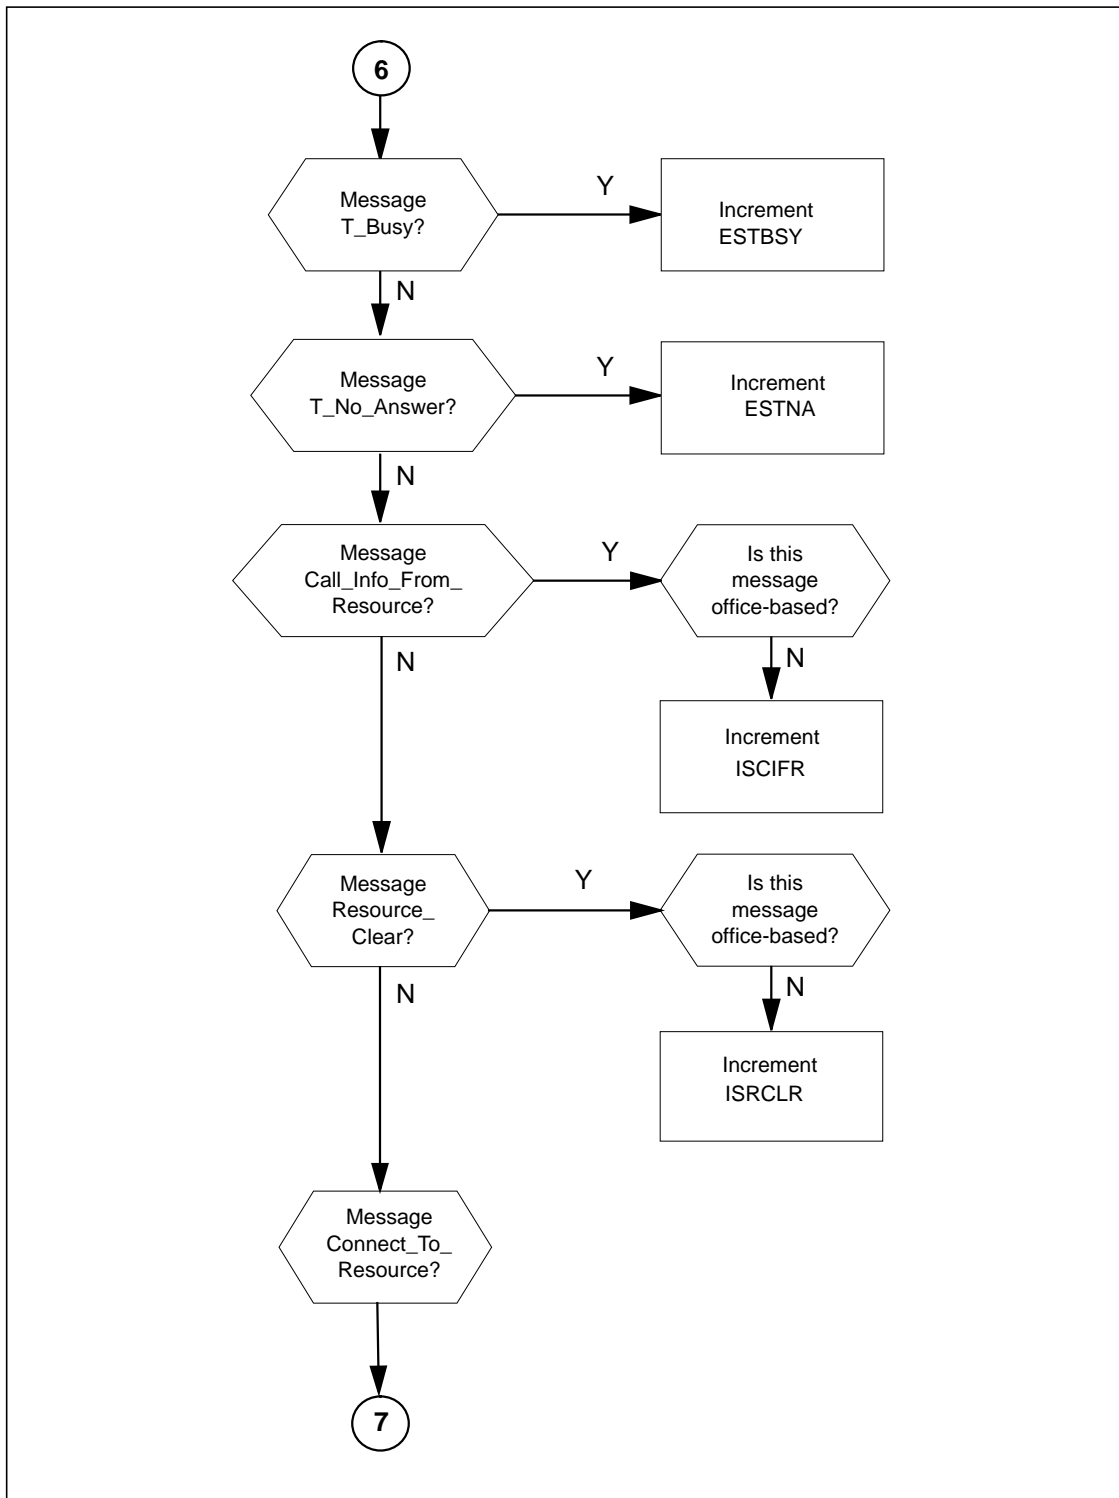 6
Message
T_Busy?
Y
Increment
ESTBSY
N
Message
T_No_Answer?
Y
Increment
ESTNA
N
Message
Call_Info_From_
Resource?
Y
Is this
message
office-based?
N
N
Increment
ISCIFR
Message
Resource_
Clear?
Y
Is this
message
office-based?
N
N
Increment
ISRCLR
Message
Connect_To_
Resource?
7